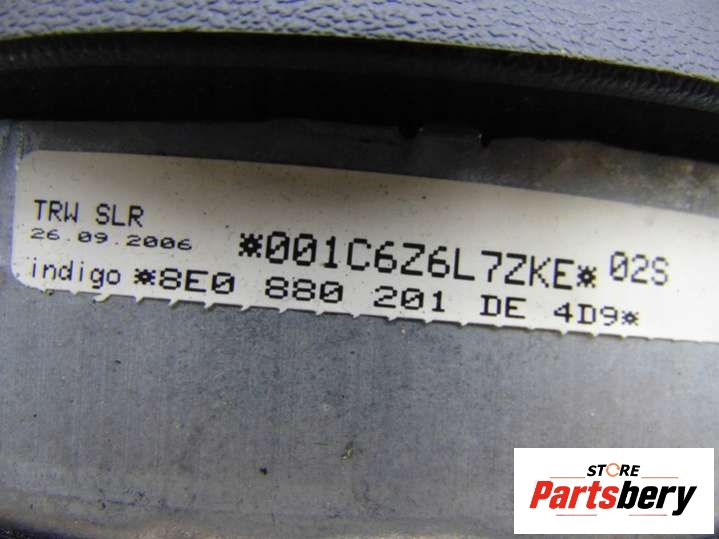 TRW SLR
26.09.2006
*001C6Z6L7ZKE* 02S
indigo *8E0 880 201 DE 4D9*
STORE
Partsbery